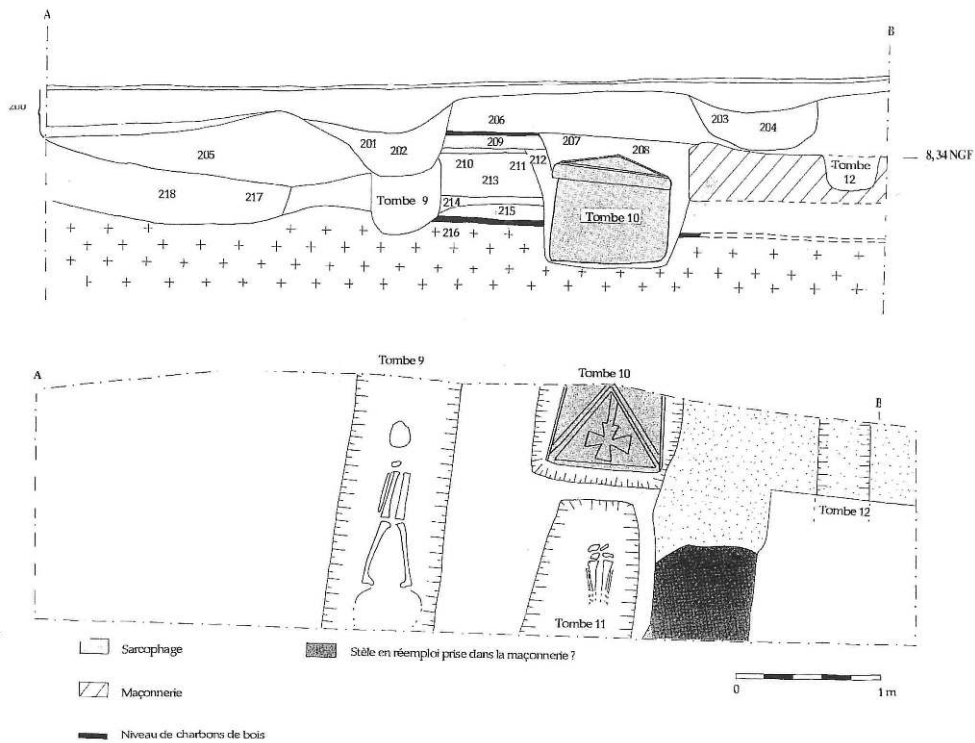 A
B
200
206
201
202
203
204
205
209
207
208
210
211
212
213
218
217
Tombe 9
214
215
216
Tombe 10
Tombe 12
8,34 NGF
A
Tombe 9
Tombe 10
B
Tombe 12
Tombe 11
Sarcophage
Stèle en réemploi prise dans la maçonnerie ?
Maçonnerie
0 1 m
Niveau de charbons de bois